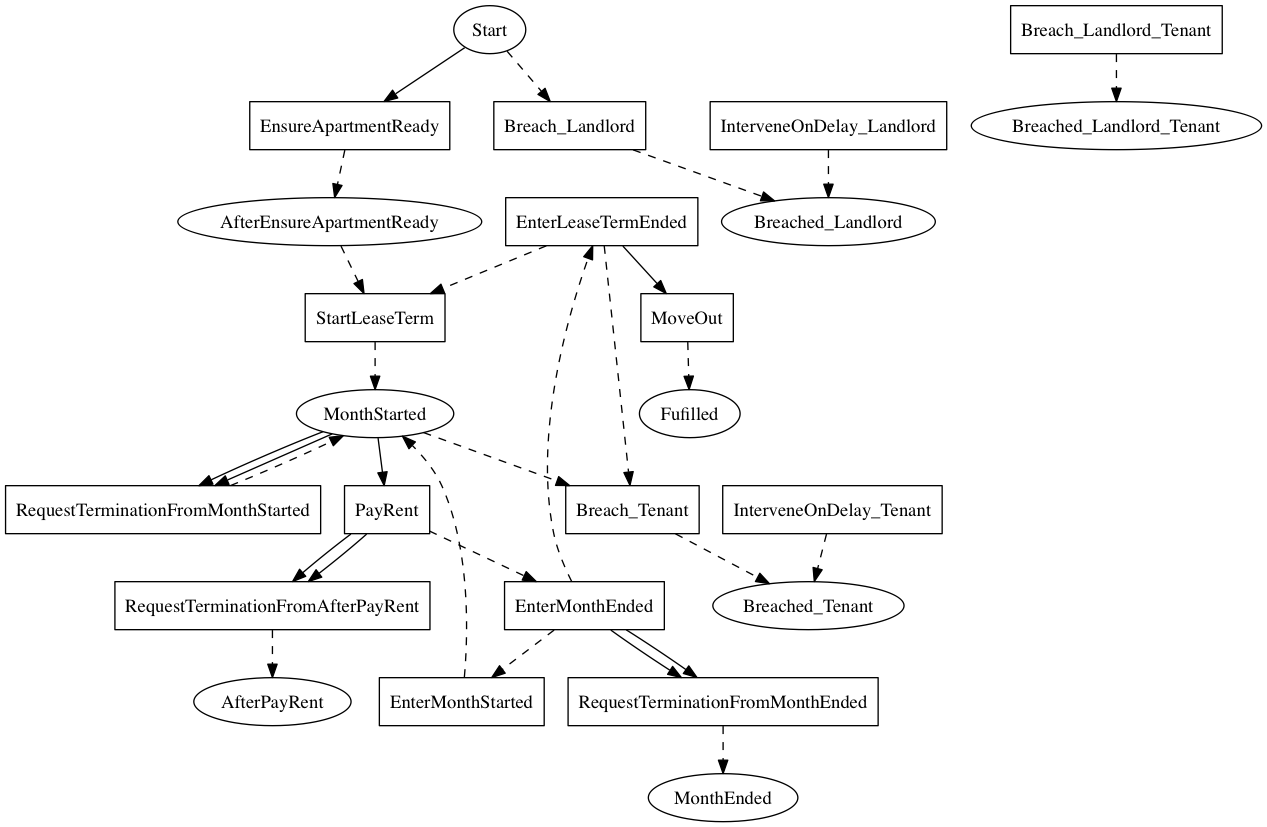 Start
Breach_Landlord_Tenant
EnsureApartmentReady
Breach_Landlord
InterveneOnDelay_Landlord
Breached_Landlord_Tenant
AfterEnsureApartmentReady
EnterLeaseTermEnded
Breached_Landlord
StartLeaseTerm
MoveOut
MonthStarted
Fufilled
RequestTerminationFromMonthStarted
PayRent
Breach_Tenant
InterveneOnDelay_Tenant
RequestTerminationFromAfterPayRent
EnterMonthEnded
Breached_Tenant
AfterPayRent
EnterMonthStarted
RequestTerminationFromMonthEnded
MonthEnded